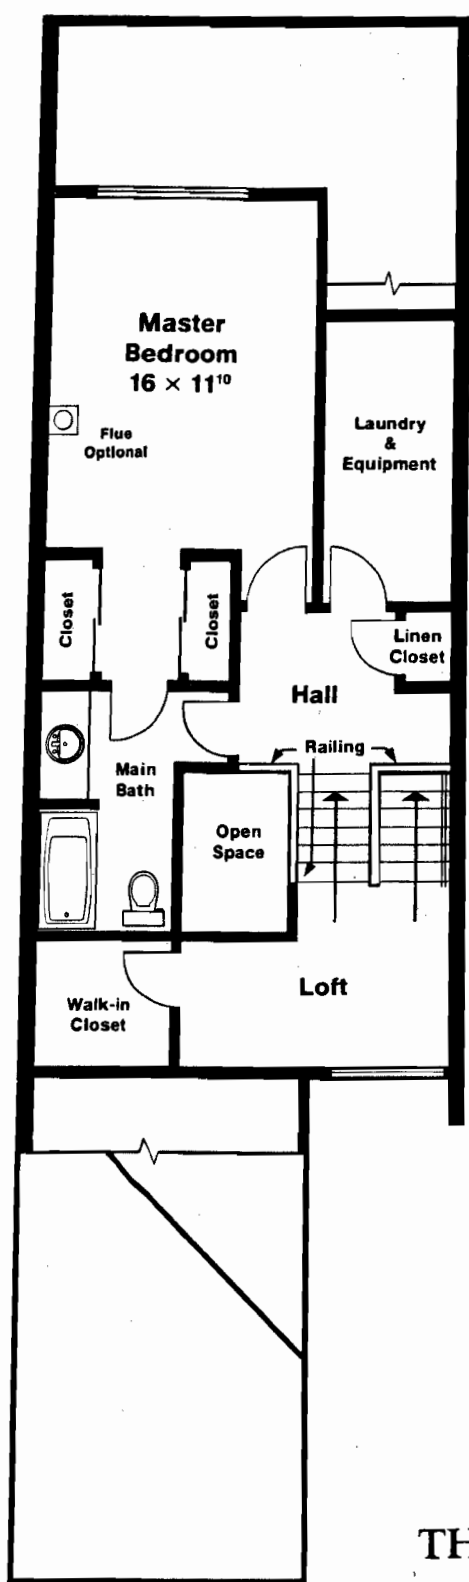 Master
Bedroom
16 × 11¹⁰
Flue
Optional
Laundry
&
Equipment
Closet
Closet
Linen
Closet
Hall
Railing
Main
Bath
Open
Space
Loft
Walk-in
Closet
TH